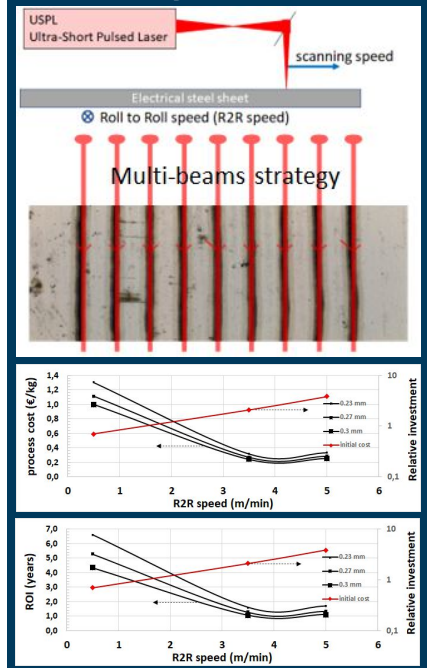 USPL
Ultra-Short Pulsed Laser
scanning speed
Electrical steel sheet
⊗ Roll to Roll speed (R2R speed)
Multi-beams strategy
process cost (€/kg)
1,4
1,2
1,0
0,8
0,6
0,4
0,2
0,0
0 1 2 3 4 5 6
R2R speed (m/min)
10
1
0,1
Relative investment
0.23 mm
0.27 mm
0.3 mm
initial cost
ROI (years)
7,0
6,0
5,0
4,0
3,0
2,0
1,0
0,0
0 1 2 3 4 5 6
R2R speed (m/min)
10
1
0,1
Relative investment
0.23 mm
0.27 mm
0.3 mm
initial cost